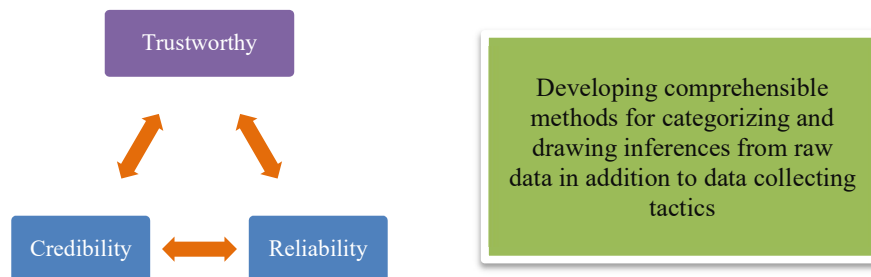 Trustworthy
Credibility
Reliability
Developing comprehensible
methods for categorizing and
drawing inferences from raw
data in addition to data collecting
tactics